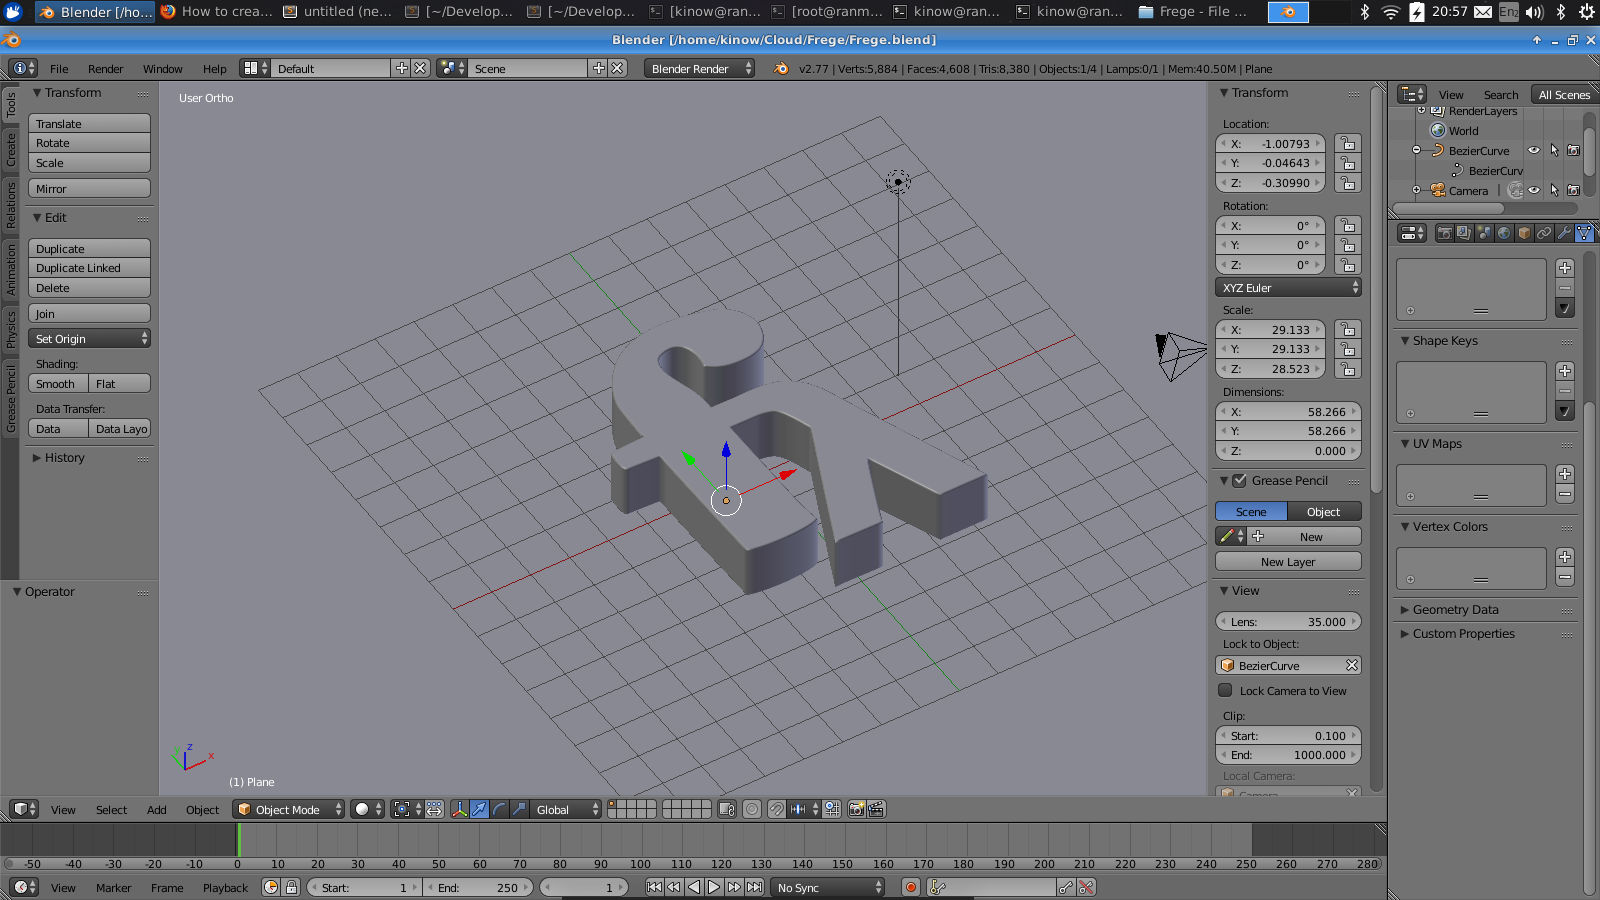 Blender [/ho...
How to crea...
untitled (ne...
[~/Develop...
[~/Develop...
[kinow@ran...
[root@ranm...
kinow@ran...
kinow@ran...
Frege - File ...
En2
20:57
Blender [/home/kinow/Cloud/Frege/Frege.blend]
File
Render
Window
Help
Default
Scene
Blender Render
v2.77 | Verts:5,884 | Faces:4,608 | Tris:8,380 | Objects:1/4 | Lamps:0/1 | Mem:40.50M | Plane
Tools
Create
Relations
Animation
Physics
Grease Pencil
Transform
Translate
Rotate
Scale
Mirror
Edit
Duplicate
Duplicate Linked
Delete
Join
Set Origin
Shading:
Smooth
Flat
Data Transfer:
Data
Data Layo
History
Operator
User Ortho
z
y
x
(1) Plane
Transform
Location:
X: -1.00793
Y: -0.04643
Z: -0.30990
Rotation:
X: 0°
Y: 0°
Z: 0°
XYZ Euler
Scale:
X: 29.133
Y: 29.133
Z: 28.523
Dimensions:
X: 58.266
Y: 58.266
Z: 0.000
Grease Pencil
Scene
Object
New
New Layer
View
Lens: 35.000
Lock to Object:
BezierCurve
Lock Camera to View
Clip:
Start: 0.100
End: 1000.000
Local Camera:
Camera
View
Search
All Scenes
RenderLayers
World
BezierCurve
BezierCurv
Camera
Shape Keys
UV Maps
Vertex Colors
Geometry Data
Custom Properties
View
Select
Add
Object
Object Mode
Global
-50 -40 -30 -20 -10 0 10 20 30 40 50 60 70 80 90 100 110 120 130 140 150 160 170 180 190 200 210 220 230 240 250 260 270 280
View
Marker
Frame
Playback
Start: 1
End: 250
1
No Sync